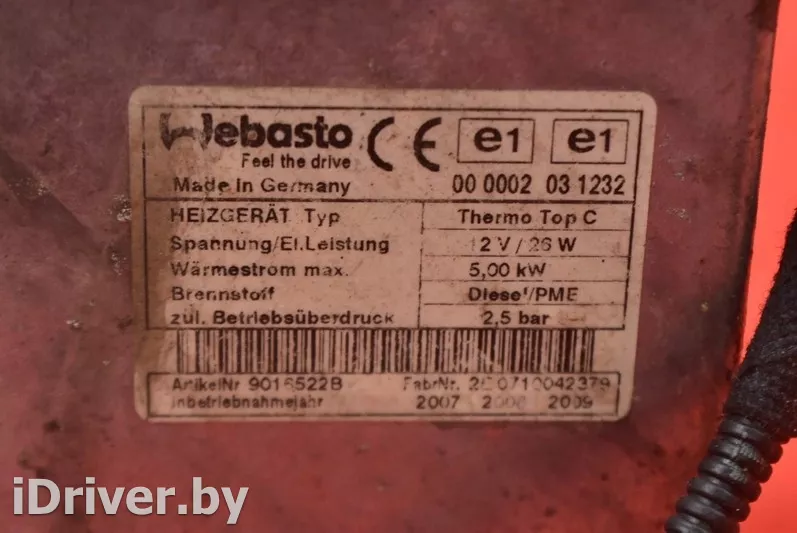 Webasto
Feel the drive
CE e1 e1
Made in Germany 00 0002 03 1232
HEIZGERÄT Typ Thermo Top C
Spannung/El.Leistung 12 V / 26 W
Wärmestrom max. 5,00 kW
Brennstoff Diesel/PME
zul. Betriebsüberdruck 2,5 bar
ArtikelNr 9016522B FabrNr.
Inbetriebnahmejahr 2007 2008 2009
iDriver.by